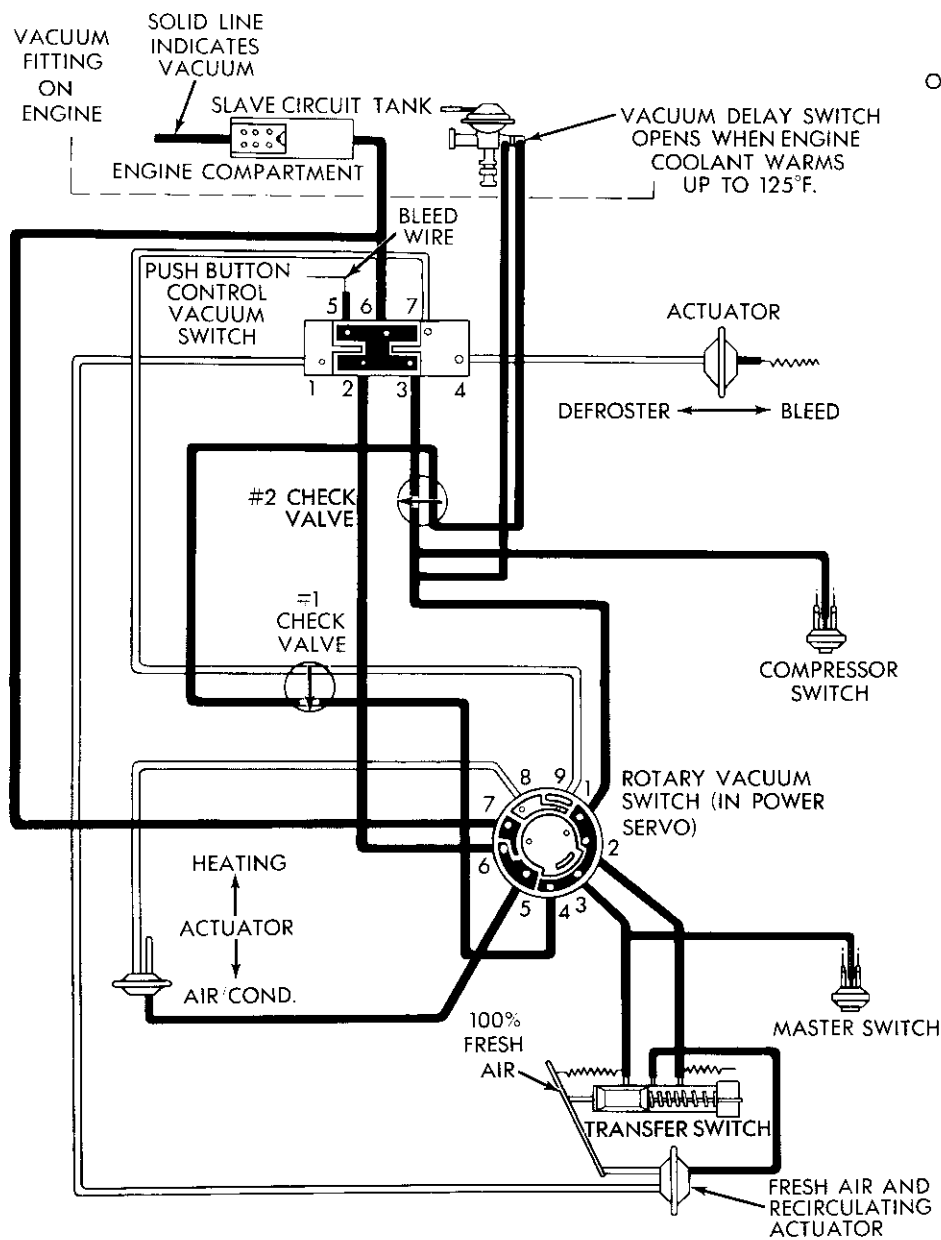 VACUUM
FITTING
ON
ENGINE
SOLID LINE
INDICATES
VACUUM
SLAVE CIRCUIT TANK
ENGINE COMPARTMENT
VACUUM DELAY SWITCH
OPENS WHEN ENGINE
COOLANT WARMS
UP TO 125°F.
BLEED
WIRE
PUSH BUTTON
CONTROL
VACUUM
SWITCH
5 6 7
1 2 3 4
ACTUATOR
DEFROSTER
BLEED
#2 CHECK
VALVE
#1
CHECK
VALVE
COMPRESSOR
SWITCH
ROTARY VACUUM
SWITCH (IN POWER
SERVO)
8 9 1
7
2
6
5 4 3
HEATING
ACTUATOR
AIR COND.
MASTER SWITCH
100%
FRESH
AIR
TRANSFER SWITCH
FRESH AIR AND
RECIRCULATING
ACTUATOR